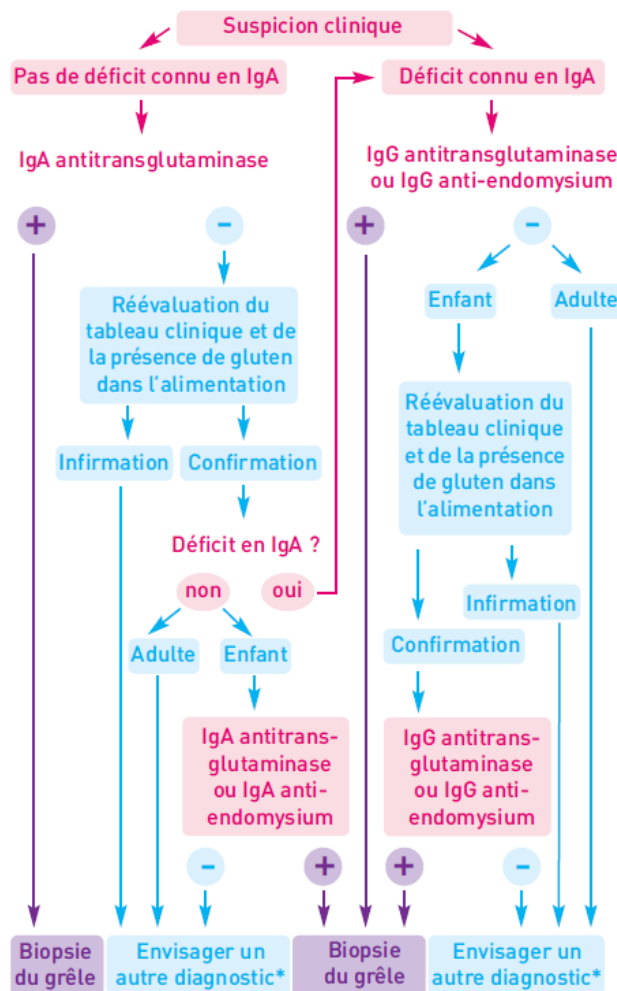 Suspicion clinique
Pas de déficit connu en IgA
Déficit connu en IgA
IgA antitransglutaminase
IgG antitransglutaminase
ou IgG anti-endomysium
+
-
+
-
Enfant
Adulte
Réévaluation du
tableau clinique et de
la présence de gluten
dans l'alimentation
Réévaluation du
tableau clinique
et de la présence
de gluten dans
l'alimentation
Infirmation
Confirmation
Déficit en IgA ?
non
oui
Infirmation
Adulte
Enfant
Confirmation
IgA antitrans-
glutaminase
ou IgA anti-
endomysium
IgG antitrans-
glutaminase
ou IgG anti-
endomysium
-
+
+
-
Biopsie
du grêle
Envisager un
autre diagnostic*
Biopsie
du grêle
Envisager un
autre diagnostic*